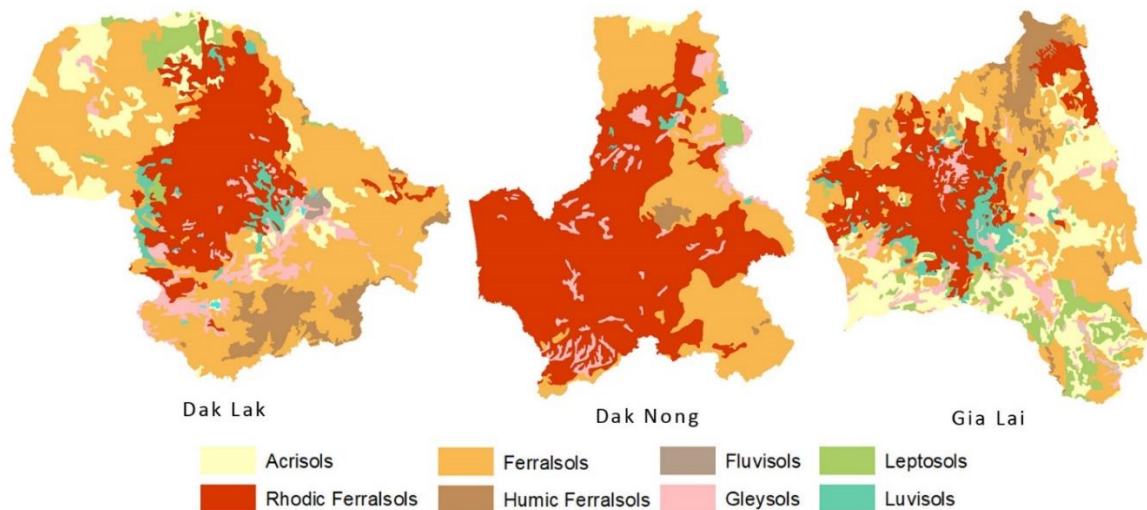 Dak Lak
Dak Nong
Gia Lai
Acrisols
Ferralsols
Fluvisols
Leptosols
Rhodic Ferralsols
Humic Ferralsols
Gleysols
Luvisols